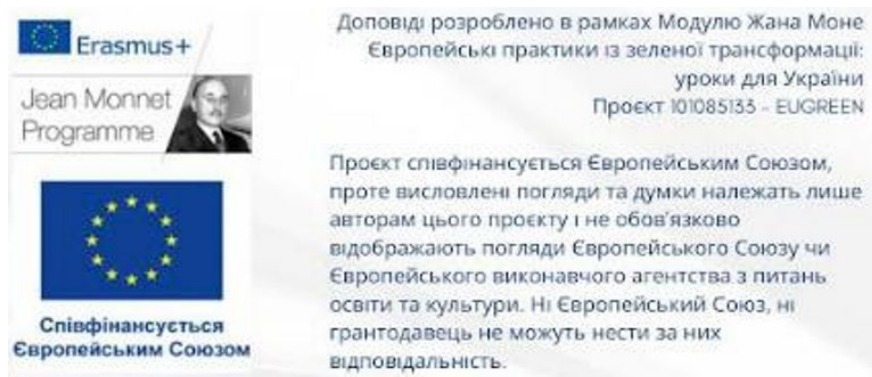 Erasmus+
Jean Monnet
Programme
Співфінансується
Європейським Союзом
Доповіді розроблено в рамках Модулю Жана Моне
Європейські практики із зеленої трансформації:
уроки для України
Проєкт 101085133 - EUGREEN
Проєкт співфінансується Європейським Союзом,
проте висловлені погляди та думки належать лише
авторам цього проєкту і не обов'язково
відображають погляди Європейського Союзу чи
Європейського виконавчого агентства з питань
освіти та культури. Ні Європейський Союз, ні
грантодавець не можуть нести за них
відповідальність.